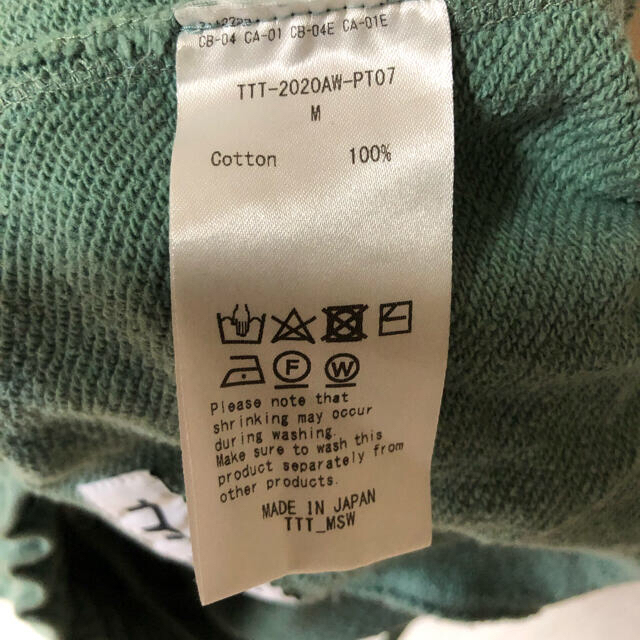 CB-04 CA-01 CB-04E CA-01E
TTT-2020AW-PT07
M
Cotton 100%
F W
Please note that
shrinking may occur
during washing.
Make sure to wash this
product separately from
other products.
MADE IN JAPAN
TTT_MSW